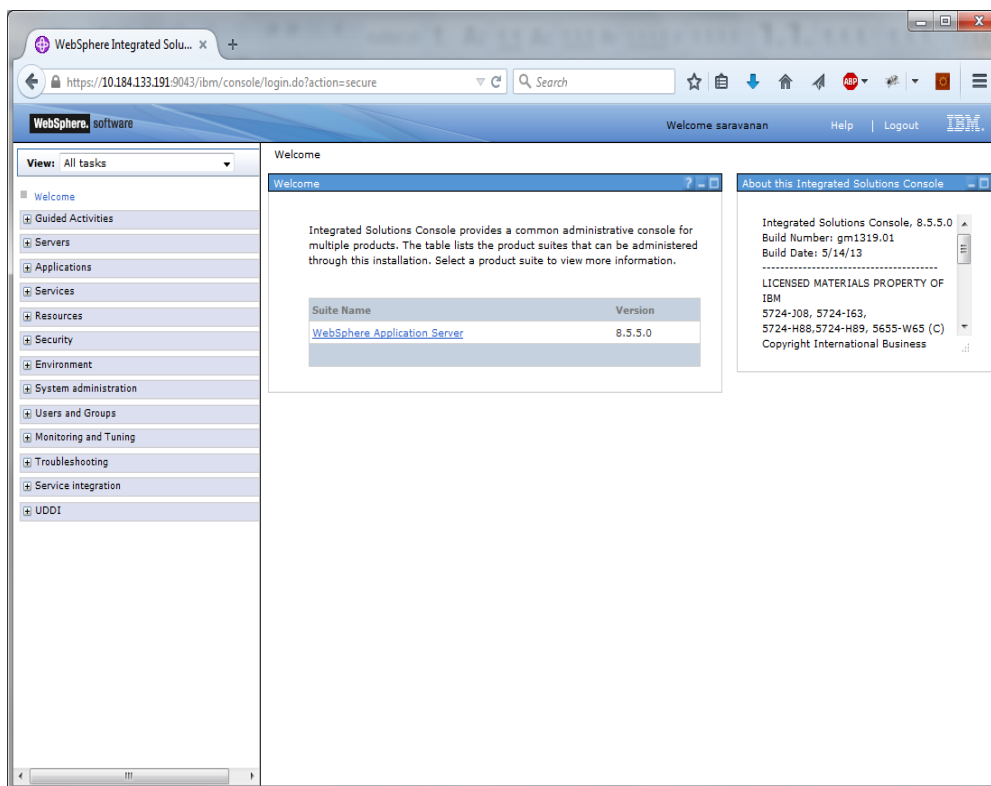 WebSphere Integrated Solu... x +
https://10.184.133.191:9043/ibm/console/login.do?action=secure
Search
ABP
WebSphere. software
Welcome saravanan
Help | Logout
IBM.
View: All tasks
Welcome
Guided Activities
Servers
Applications
Services
Resources
Security
Environment
System administration
Users and Groups
Monitoring and Tuning
Troubleshooting
Service integration
UDDI
Welcome
Welcome
?
Integrated Solutions Console provides a common administrative console for
multiple products. The table lists the product suites that can be administered
through this installation. Select a product suite to view more information.
Suite Name Version
WebSphere Application Server 8.5.5.0
About this Integrated Solutions Console
Integrated Solutions Console, 8.5.5.0
Build Number: gm1319.01
Build Date: 5/14/13
----------------------------------------
LICENSED MATERIALS PROPERTY OF
IBM
5724-J08, 5724-I63,
5724-H88,5724-H89, 5655-W65 (C)
Copyright International Business